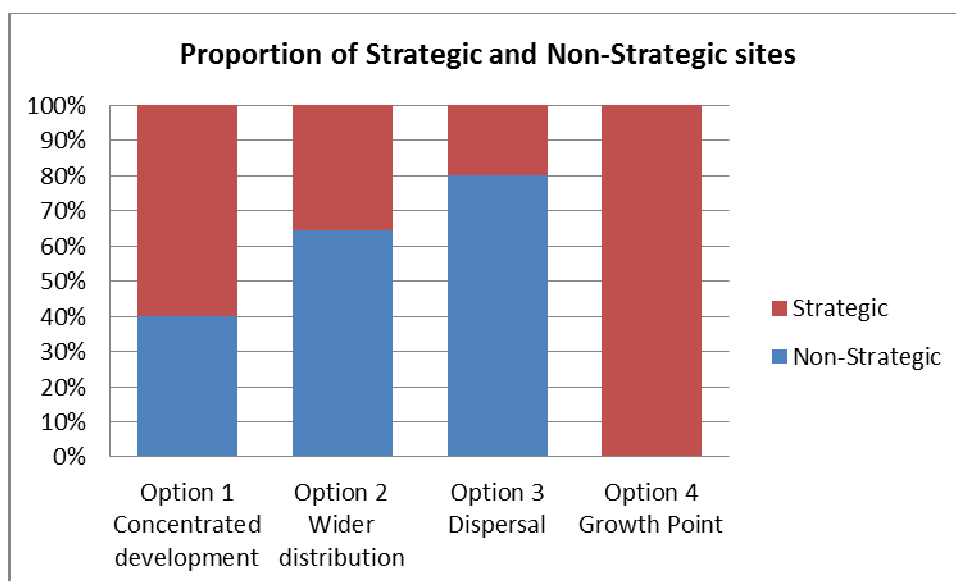 Proportion of Strategic and Non-Strategic sites
100%
90%
80%
70%
60%
50%
40%
30%
20%
10%
0%
Strategic
Non-Strategic
Option 1
Concentrated
development
Option 2
Wider
distribution
Option 3
Dispersal
Option 4
Growth Point